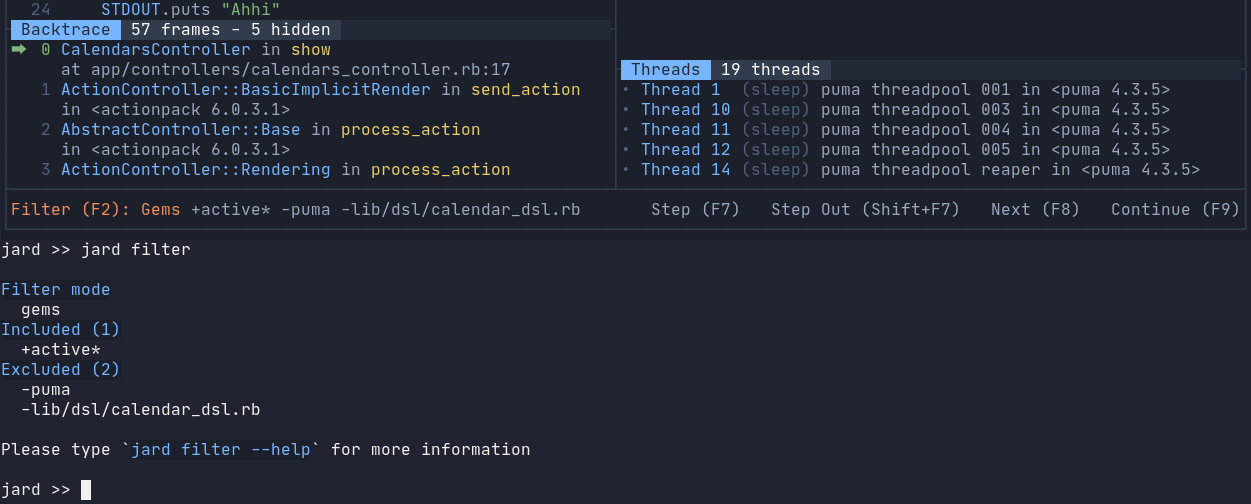 24     STDOUT.puts "Ahhi"
Backtrace  57 frames - 5 hidden
➡ 0 CalendarsController in show
at app/controllers/calendars_controller.rb:17
1 ActionController::BasicImplicitRender in send_action
in <actionpack 6.0.3.1>
2 AbstractController::Base in process_action
in <actionpack 6.0.3.1>
3 ActionController::Rendering in process_action
Threads  19 threads
• Thread 1  (sleep) puma threadpool 001 in <puma 4.3.5>
• Thread 10 (sleep) puma threadpool 003 in <puma 4.3.5>
• Thread 11 (sleep) puma threadpool 004 in <puma 4.3.5>
• Thread 12 (sleep) puma threadpool 005 in <puma 4.3.5>
• Thread 14 (sleep) puma threadpool reaper in <puma 4.3.5>
Filter (F2): Gems +active* -puma -lib/dsl/calendar_dsl.rb       Step (F7)   Step Out (Shift+F7)   Next (F8)   Continue (F9)
jard >> jard filter
Filter mode
gems
Included (1)
+active*
Excluded (2)
-puma
-lib/dsl/calendar_dsl.rb
Please type `jard filter --help` for more information
jard >>